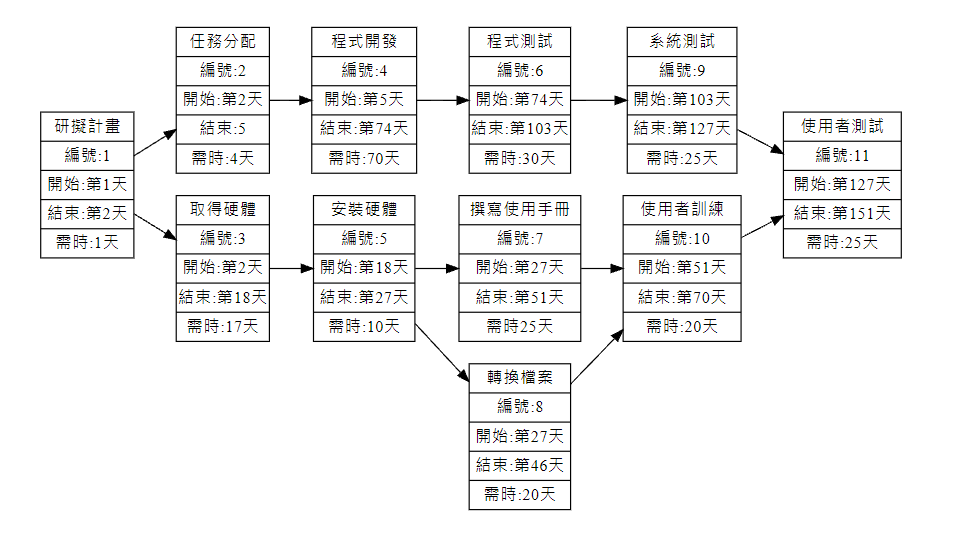 研擬計畫
編號:1
開始:第1天
結束:第2天
需時:1天
任務分配
編號:2
開始:第2天
結束:5
需時:4天
程式開發
編號:4
開始:第5天
結束:第74天
需時:70天
程式測試
編號:6
開始:第74天
結束:第103天
需時:30天
系統測試
編號:9
開始:第103天
結束:第127天
需時:25天
取得硬體
編號:3
開始:第2天
結束:第18天
需時:17天
安裝硬體
編號:5
開始:第18天
結束:第27天
需時:10天
撰寫使用手冊
編號:7
開始:第27天
結束:第51天
需時25天
使用者訓練
編號:10
開始:第51天
結束:第70天
需時:20天
轉換檔案
編號:8
開始:第27天
結束:第46天
需時:20天
使用者測試
編號:11
開始:第127天
結束:第151天
需時:25天